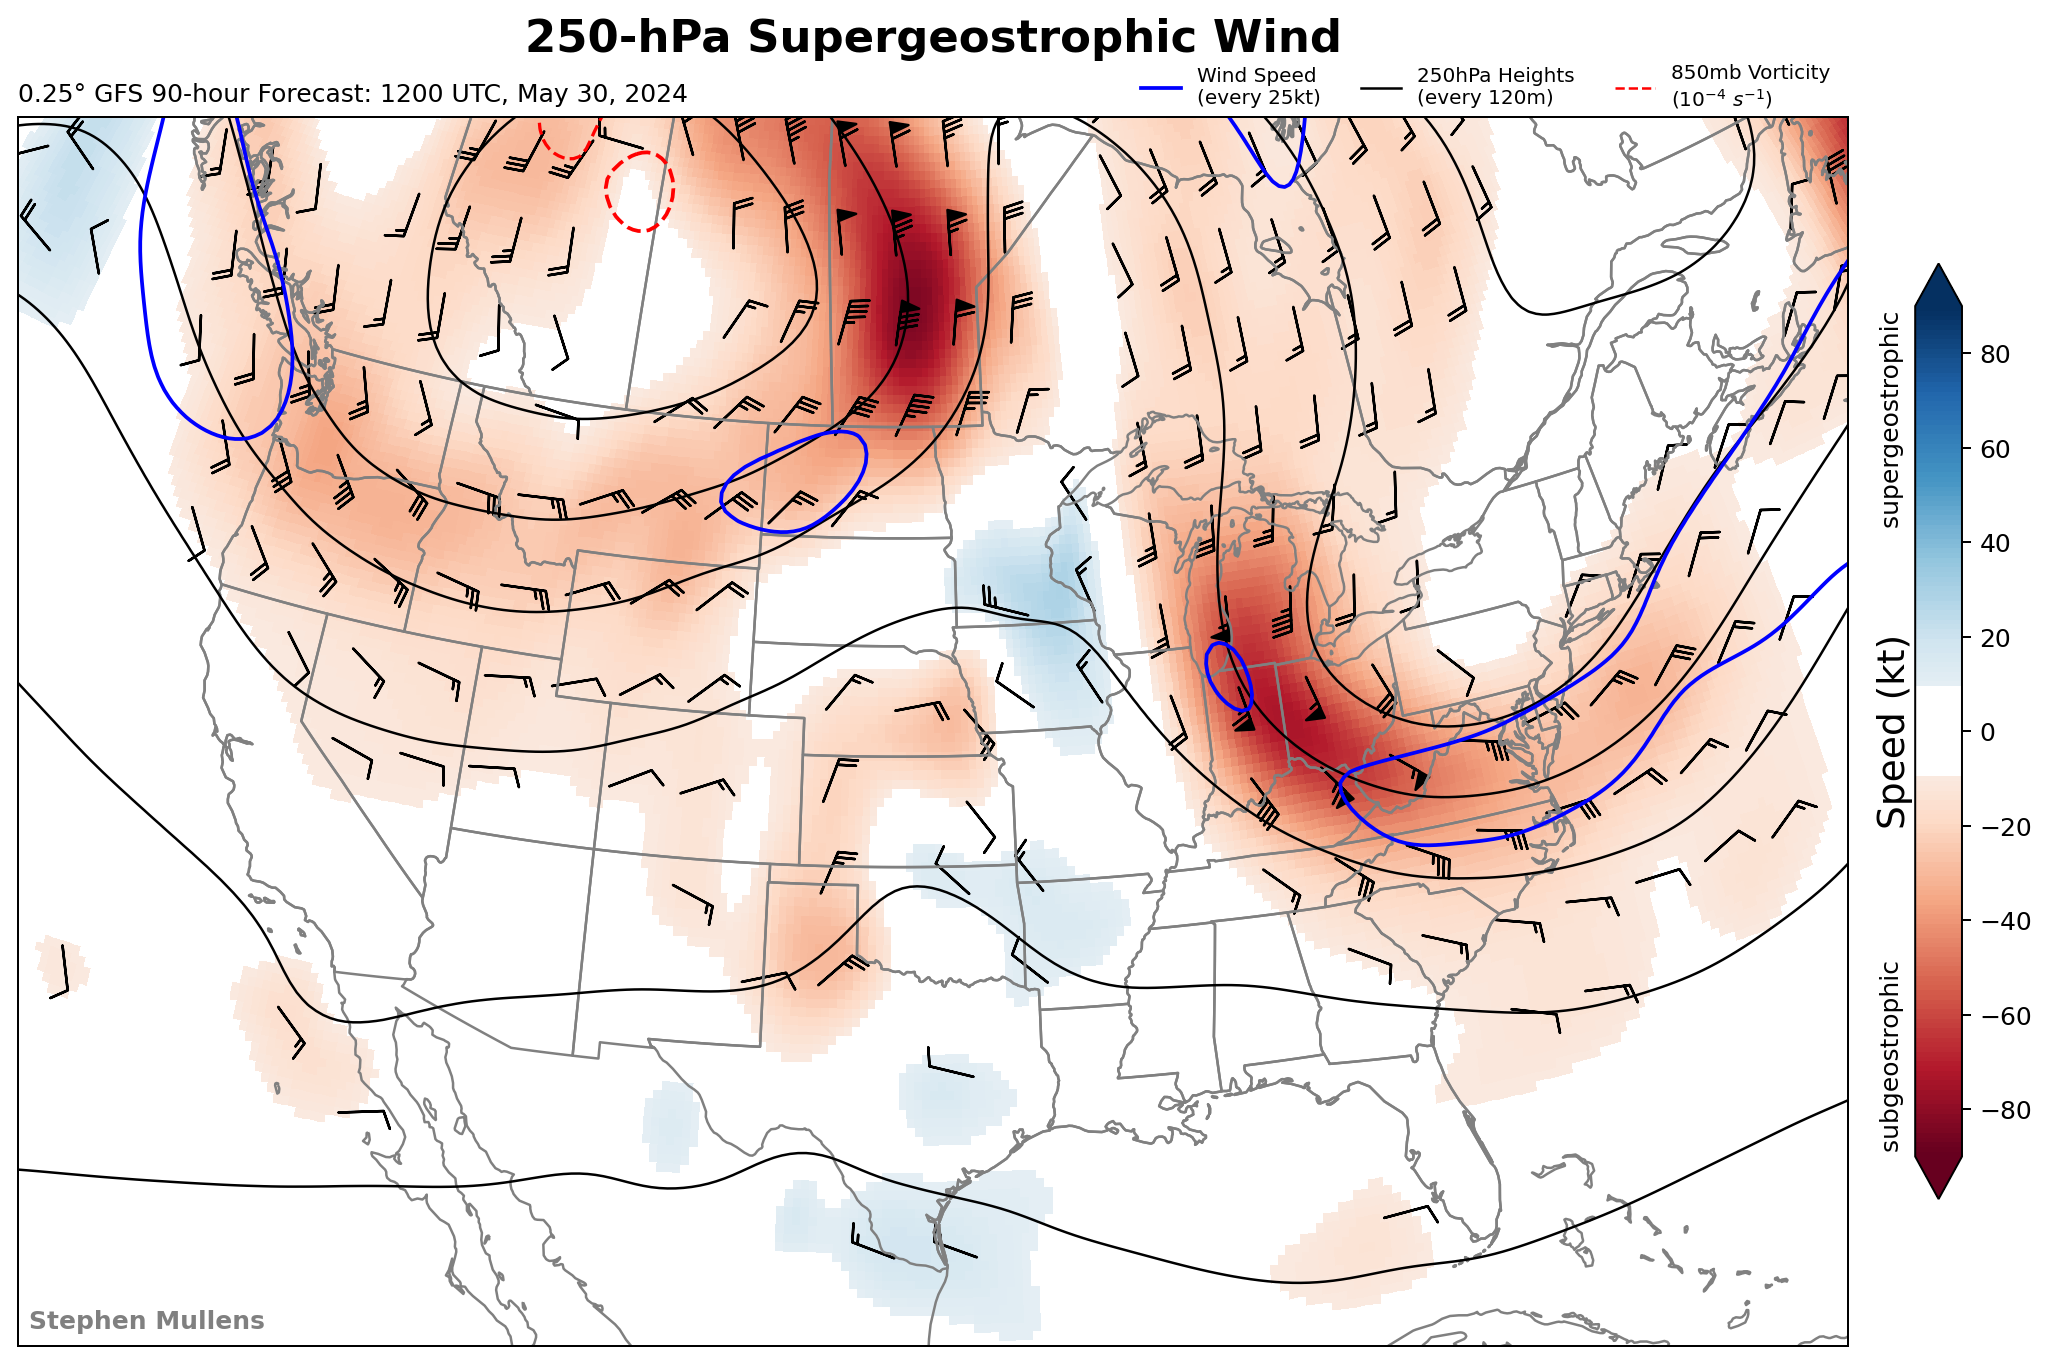 250-hPa Supergeostrophic Wind
0.25° GFS 90-hour Forecast: 1200 UTC, May 30, 2024
Wind Speed
(every 25kt)
250hPa Heights
(every 120m)
850mb Vorticity
(10⁻⁴ s⁻¹)
supergeostrophic
Speed (kt)
subgeostrophic
80
60
40
20
0
−20
−40
−60
−80
Stephen Mullens